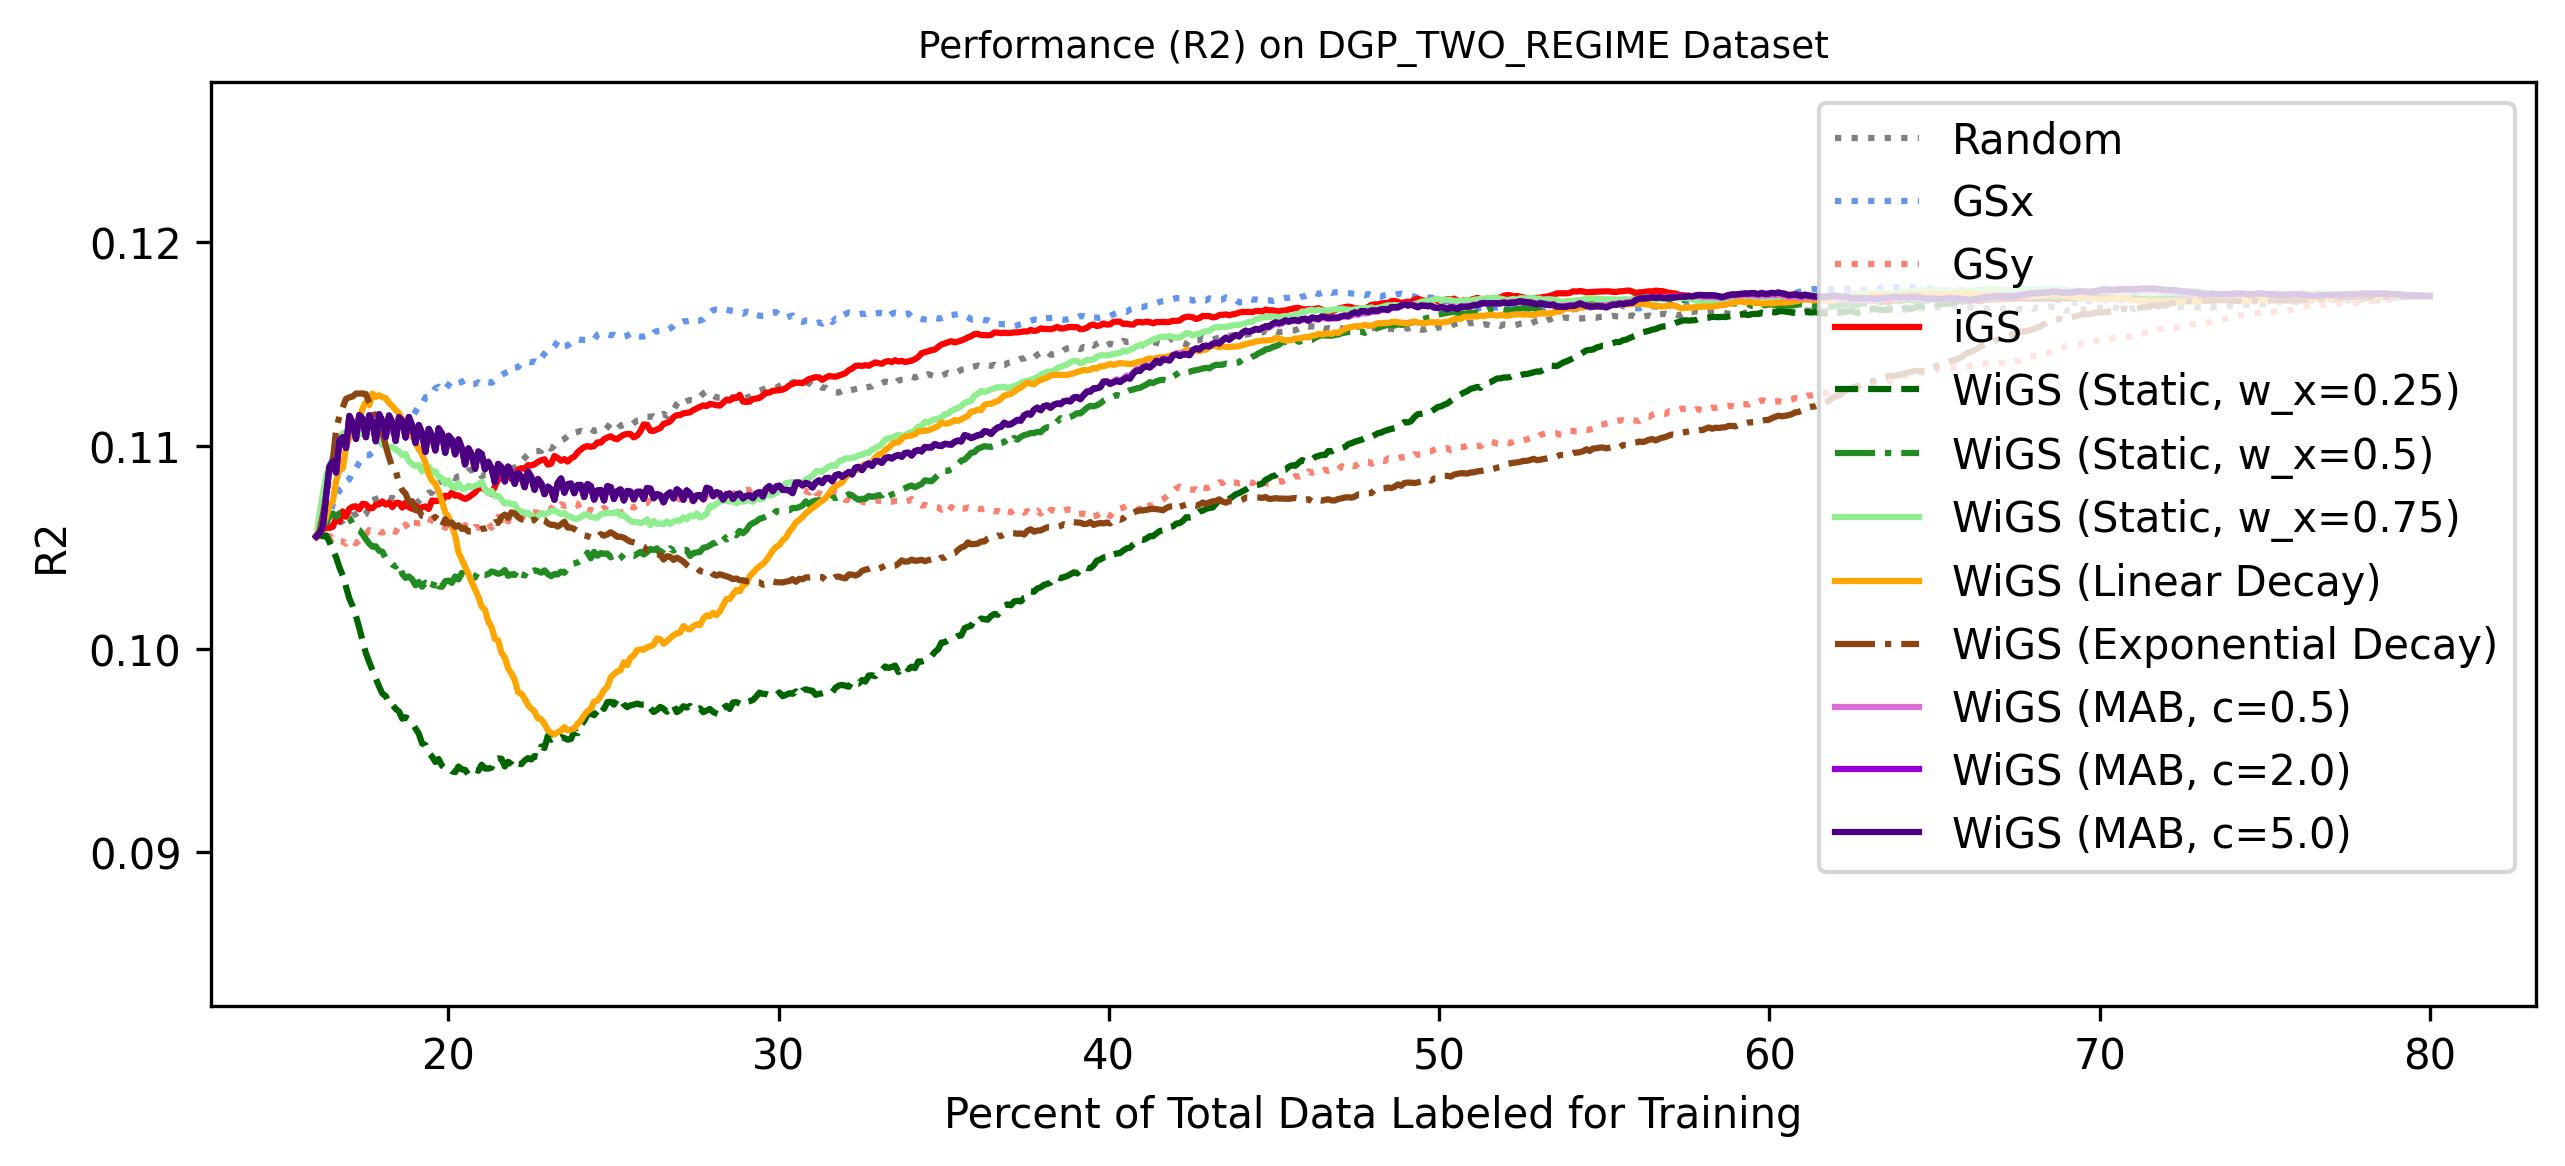 Performance (R2) on DGP_TWO_REGIME Dataset
R2
0.12
0.11
0.10
0.09
20 30 40 50 60 70 80
Percent of Total Data Labeled for Training
Random
GSx
GSy
iGS
WiGS (Static, w_x=0.25)
WiGS (Static, w_x=0.5)
WiGS (Static, w_x=0.75)
WiGS (Linear Decay)
WiGS (Exponential Decay)
WiGS (MAB, c=0.5)
WiGS (MAB, c=2.0)
WiGS (MAB, c=5.0)